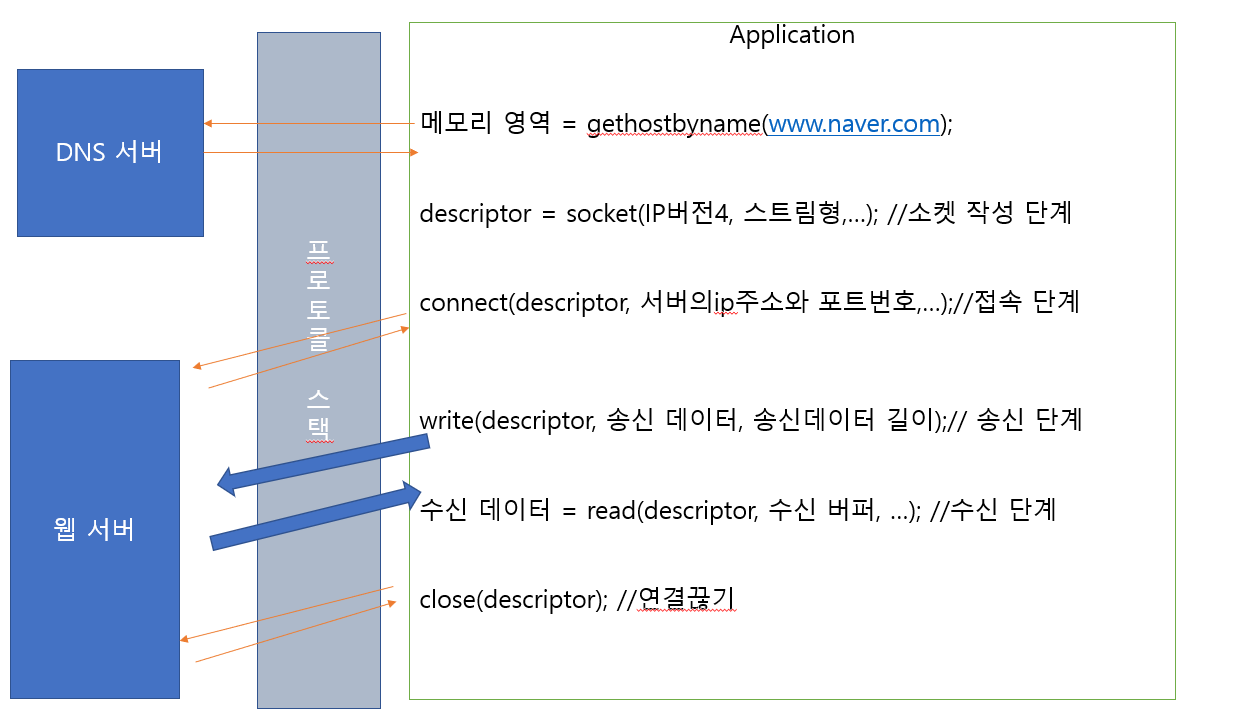 Application
DNS 서버
메모리 영역 = gethostbyname(www.naver.com);
descriptor = socket(IP버전4, 스트림형,...); //소켓 작성 단계
connect(descriptor, 서버의ip주소와 포트번호,...);//접속 단계
프
로
토
콜
스
택
write(descriptor, 송신 데이터, 송신데이터 길이);// 송신 단계
수신 데이터 = read(descriptor, 수신 버퍼, ...); //수신 단계
웹 서버
close(descriptor); //연결끊기